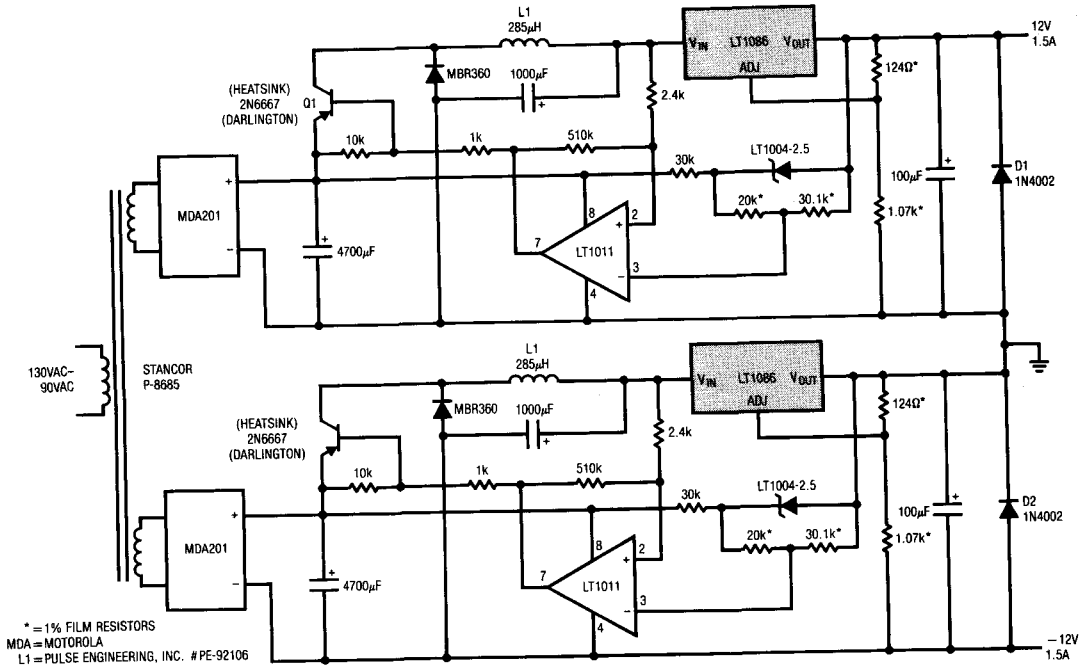 L1
285μH
VIN LT1086 VOUT
ADJ
12V
1.5A
MBR360
1000μF
+
124Ω*
(HEATSINK)
2N6667
(DARLINGTON)
Q1
2.4k
10k
1k
510k
30k
LT1004-2.5
20k*
30.1k*
100μF
+
D1
1N4002
1.07k*
+
MDA201
−
+
4700μF
8
2
+
7
LT1011
−
3
4
130VAC~
90VAC
STANCOR
P-8685
L1
285μH
VIN LT1086 VOUT
ADJ
MBR360
1000μF
+
124Ω*
(HEATSINK)
2N6667
(DARLINGTON)
2.4k
10k
1k
510k
30k
LT1004-2.5
20k*
30.1k*
100μF
+
D2
1N4002
1.07k*
+
MDA201
−
+
4700μF
8
2
+
7
LT1011
−
3
4
−12V
1.5A
* = 1% FILM RESISTORS
MDA = MOTOROLA
L1 = PULSE ENGINEERING, INC. #PE-92106